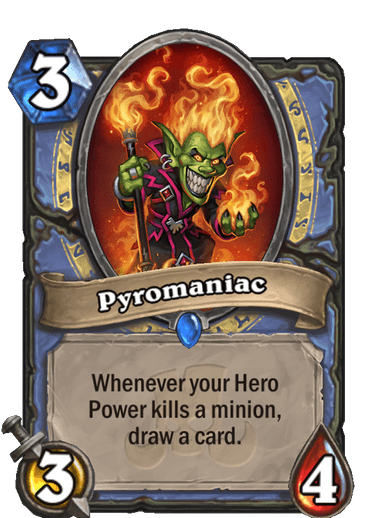 3
Pyromaniac
Whenever your Hero
Power kills a minion,
draw a card.
3
4